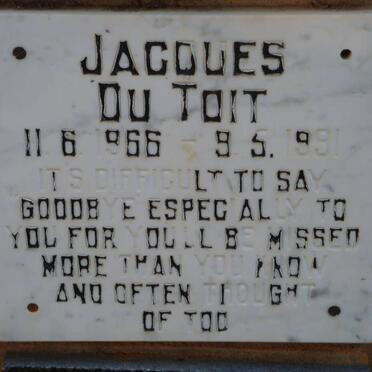 JACQUES
DU TOIT
11. 6. 1966 - 9. 5. 1991
IT'S DIFFICULT TO SAY
GOODBYE ESPECIALLY TO
YOU FOR YOU'LL BE MISSED
MORE THAN YOU KNOW
AND OFTEN THOUGHT
OF TOO